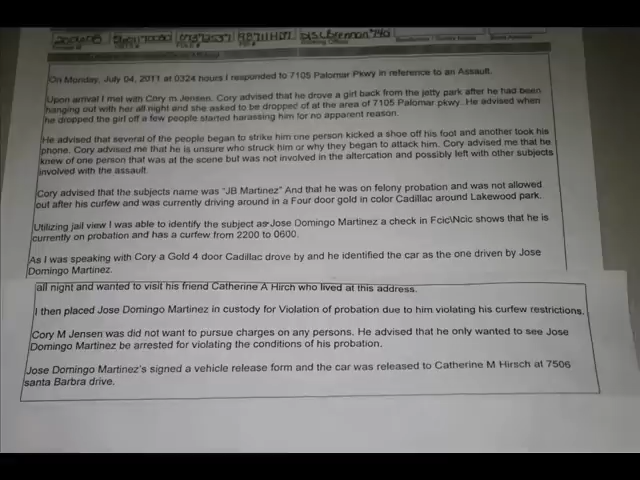 On Monday, July 04, 2011 at 0324 hours I responded to 7105 Palomar Pkwy in reference to an Assault.
Upon arrival I met with Cory m Jensen. Cory advised that he drove a girl back from the jetty park after he had been
hanging out with her all night and she asked to be dropped of at the area of 7105 Palomar pkwy. He advised when
he dropped the girl off a few people started harassing him for no apparent reason.
He advised that several of the people began to strike him one person kicked a shoe off his foot and another took his
phone. Cory advised me that he is unsure who struck him or why they began to attack him. Cory advised me that he
knew of one person that was at the scene but was not involved in the altercation and possibly left with other subjects
involved with the assault.
Cory advised that the subjects name was "JB Martinez" And that he was on felony probation and was not allowed
out after his curfew and was currently driving around in a Four door gold in color Cadillac around Lakewood park.
Utilizing jail view I was able to identify the subject as Jose Domingo Martinez a check in Fcic\Ncic shows that he is
currently on probation and has a curfew from 2200 to 0600.
As I was speaking with Cory a Gold 4 door Cadillac drove by and he identified the car as the one driven by Jose
Domingo Martinez.
all night and wanted to visit his friend Catherine A Hirch who lived at this address.
I then placed Jose Domingo Martinez in custody for Violation of probation due to him violating his curfew restrictions.
Cory M Jensen was did not want to pursue charges on any persons. He advised that he only wanted to see Jose
Domingo Martinez be arrested for violating the conditions of his probation.
Jose Domingo Martinez's signed a vehicle release form and the car was released to Catherine M Hirsch at 7506
santa Barbra drive.